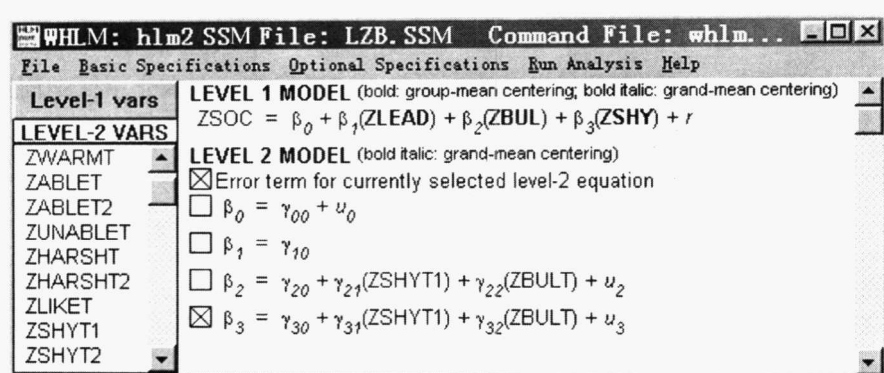 WHLM: hlm2 SSM File: LZB.SSM Command File: whlm...
File Basic Specifications Optional Specifications Run Analysis Help
Level-1 vars
LEVEL-2 VARS
ZWARMT
ZABLET
ZABLET2
ZUNABLET
ZHARSHT
ZHARSHT2
ZLIKET
ZSHYT1
ZSHYT2
LEVEL 1 MODEL (bold: group-mean centering; bold italic: grand-mean centering)
ZSOC = β₀ + β₁(ZLEAD) + β₂(ZBUL) + β₃(ZSHY) + r
LEVEL 2 MODEL (bold italic: grand-mean centering)
☒ Error term for currently selected level-2 equation
☐ β₀ = γ₀₀ + u₀
☐ β₁ = γ₁₀
☐ β₂ = γ₂₀ + γ₂₁(ZSHYT1) + γ₂₂(ZBULT) + u₂
☒ β₃ = γ₃₀ + γ₃₁(ZSHYT1) + γ₃₂(ZBULT) + u₃